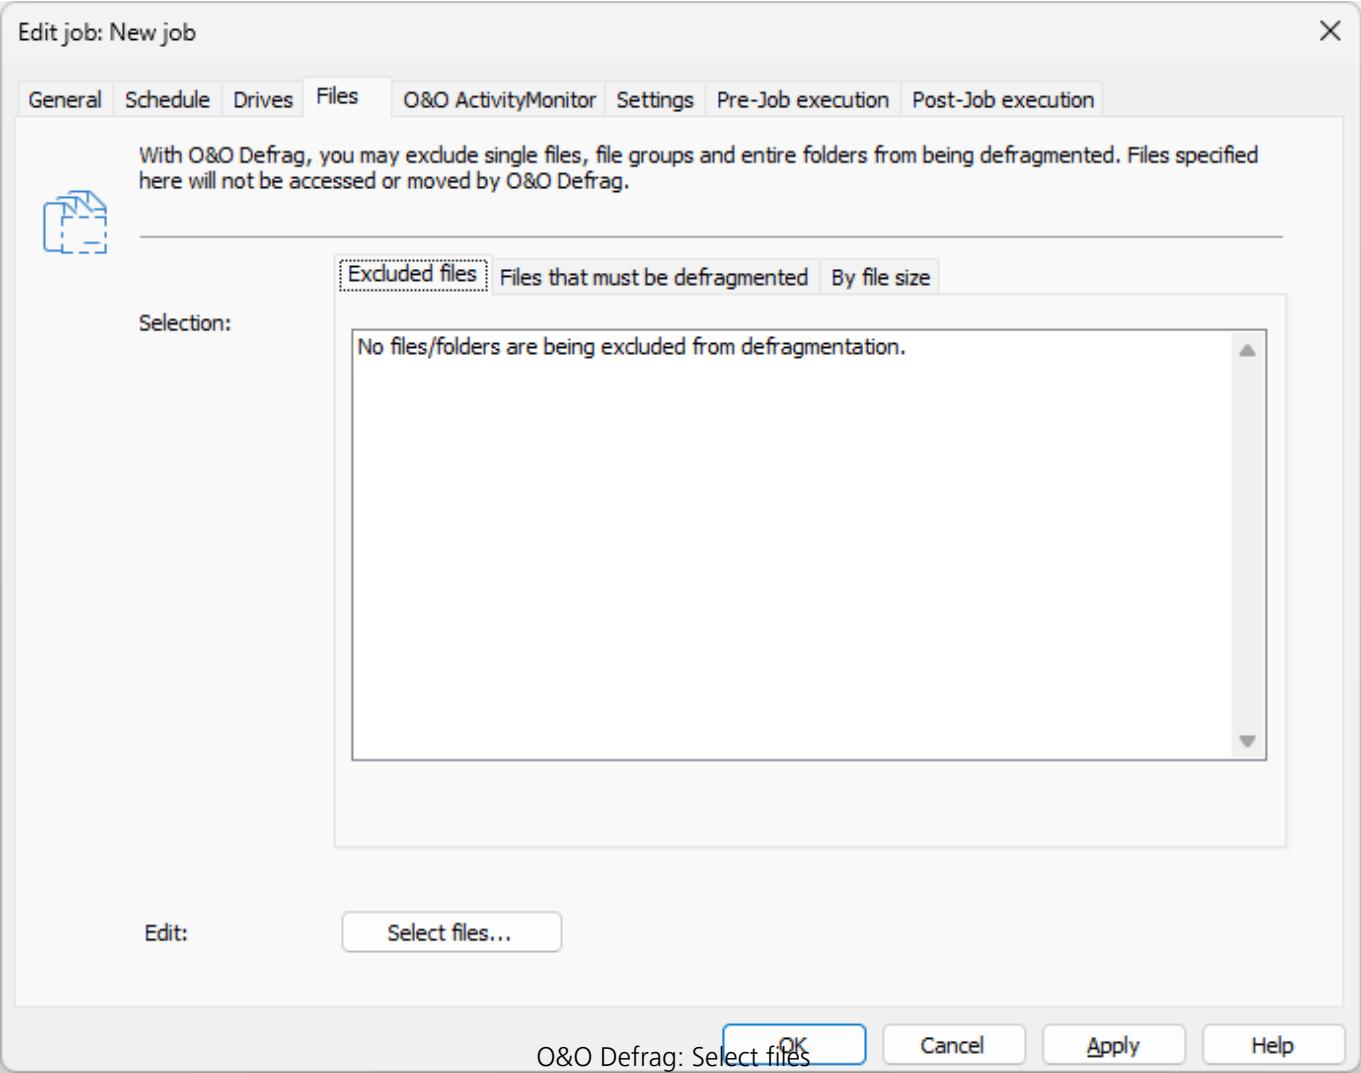 Edit job: New job
General Schedule Drives Files O&O ActivityMonitor Settings Pre-Job execution Post-Job execution
With O&O Defrag, you may exclude single files, file groups and entire folders from being defragmented. Files specified
here will not be accessed or moved by O&O Defrag.
Excluded files Files that must be defragmented By file size
Selection:
No files/folders are being excluded from defragmentation.
Edit: Select files...
OK Cancel Apply Help
O&O Defrag: Select files